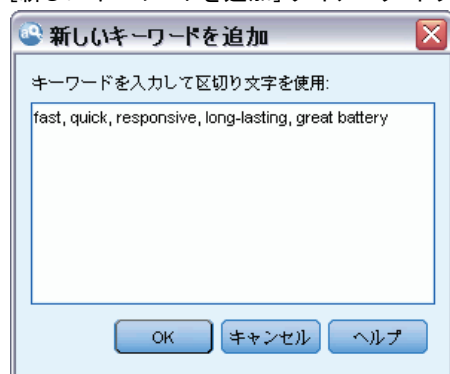 新しいキーワードを追加
キーワードを入力して区切り文字を使用:
fast, quick, responsive, long-lasting, great battery
OK
キャンセル
ヘルプ